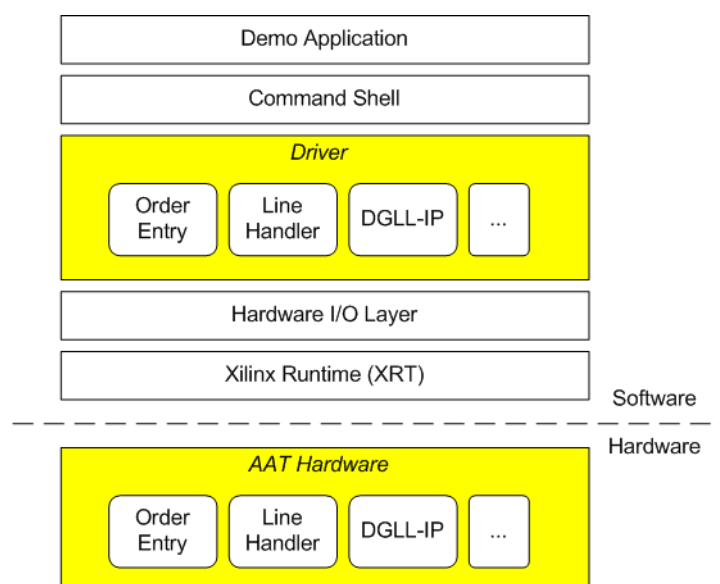 Demo Application
Command Shell
Driver
Order
Entry
Line
Handler
DGLL-IP
...
Hardware I/O Layer
Xilinx Runtime (XRT)
Software
Hardware
AAT Hardware
Order
Entry
Line
Handler
DGLL-IP
...